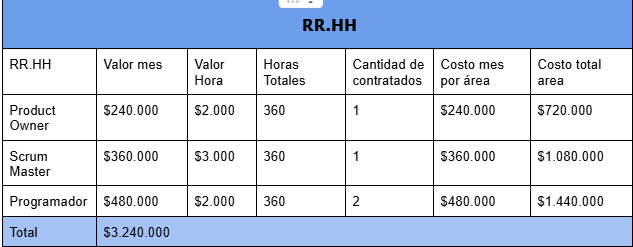 RR.HH
RR.HH Valor mes Valor Hora Horas Totales Cantidad de contratados Costo mes por área Costo total area
Product Owner $240.000 $2.000 360 1 $240.000 $720.000
Scrum Master $360.000 $3.000 360 1 $360.000 $1.080.000
Programador $480.000 $2.000 360 2 $480.000 $1.440.000
Total $3.240.000